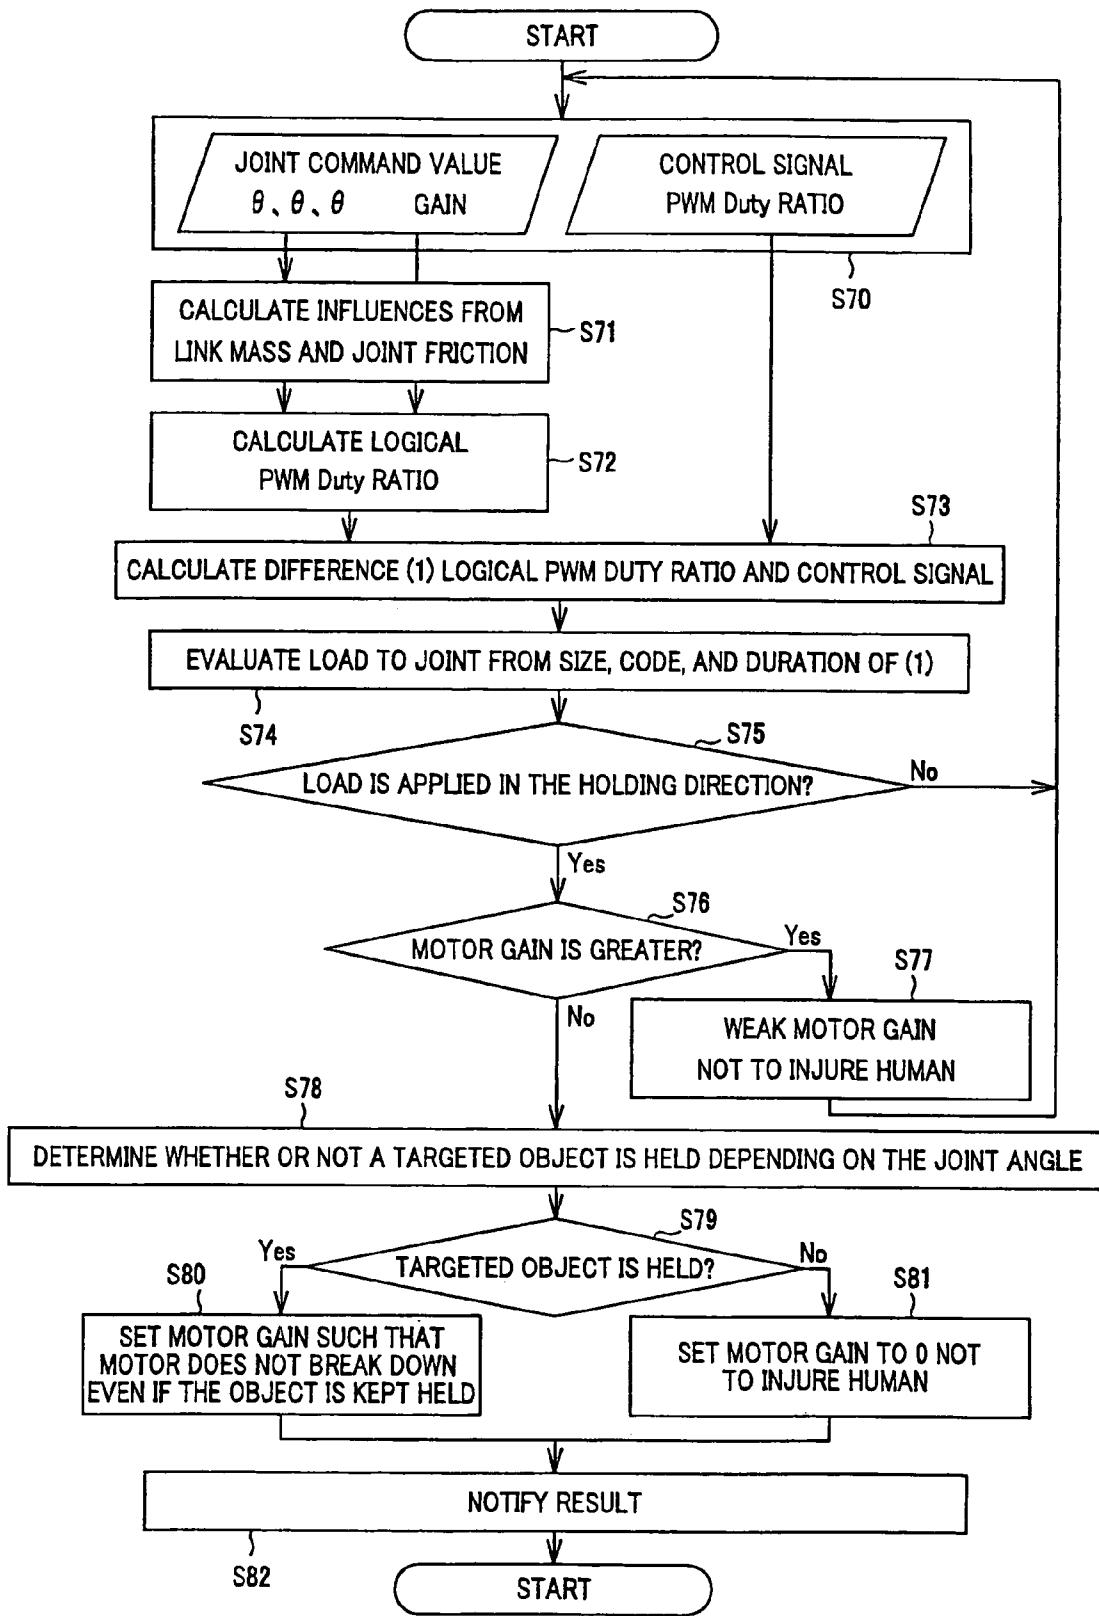 START
JOINT COMMAND VALUE
θ、θ、θ GAIN
CONTROL SIGNAL
PWM Duty RATIO
S70
CALCULATE INFLUENCES FROM
LINK MASS AND JOINT FRICTION
S71
CALCULATE LOGICAL
PWM Duty RATIO
S72
S73
CALCULATE DIFFERENCE (1) LOGICAL PWM DUTY RATIO AND CONTROL SIGNAL
EVALUATE LOAD TO JOINT FROM SIZE, CODE, AND DURATION OF (1)
S74
S75
LOAD IS APPLIED IN THE HOLDING DIRECTION?
No
Yes
S76
MOTOR GAIN IS GREATER?
Yes
No
S77
WEAK MOTOR GAIN
NOT TO INJURE HUMAN
S78
DETERMINE WHETHER OR NOT A TARGETED OBJECT IS HELD DEPENDING ON THE JOINT ANGLE
S79
TARGETED OBJECT IS HELD?
Yes
No
S80
SET MOTOR GAIN SUCH THAT
MOTOR DOES NOT BREAK DOWN
EVEN IF THE OBJECT IS KEPT HELD
S81
SET MOTOR GAIN TO 0 NOT
TO INJURE HUMAN
NOTIFY RESULT
S82
START